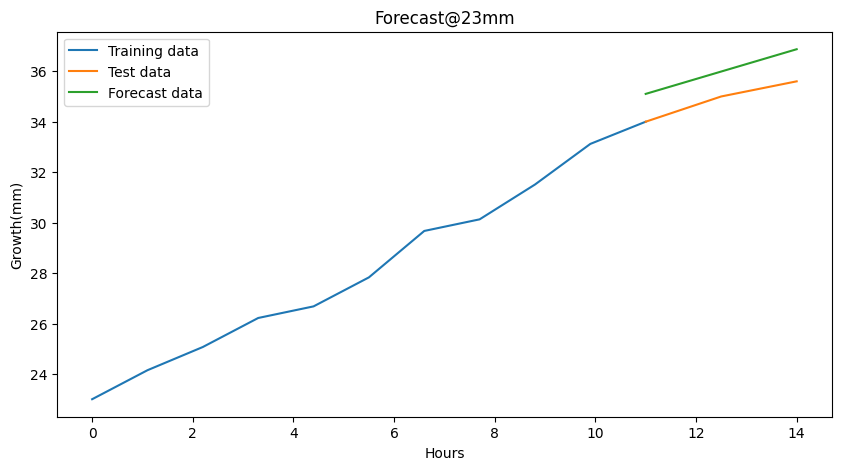 Forecast@23mm
Training data
Test data
Forecast data
36
34
32
30
28
26
24
Growth(mm)
0 2 4 6 8 10 12 14
Hours